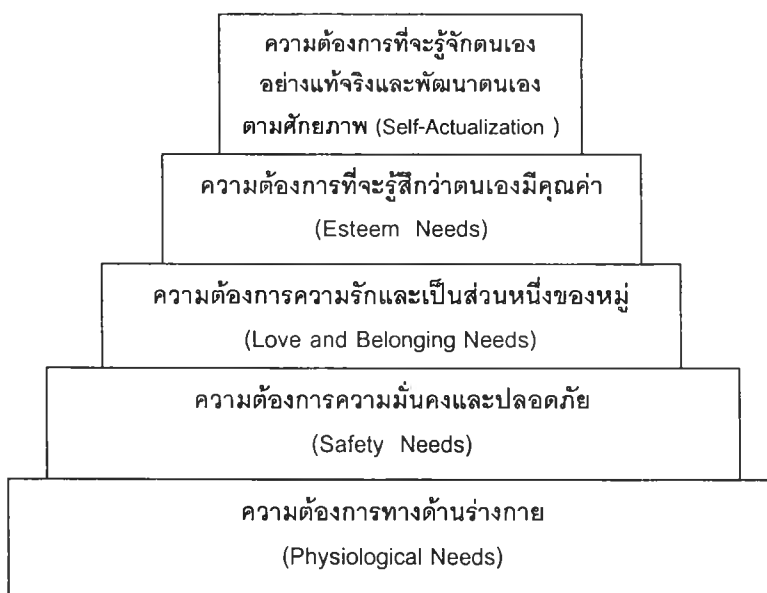 ความต้องการที่จะรู้จักตนเอง
อย่างแท้จริงและพัฒนาตนเอง
ตามศักยภาพ (Self-Actualization )
ความต้องการที่จะรู้สึกว่าตนเองมีคุณค่า
(Esteem Needs)
ความต้องการความรักและเป็นส่วนหนึ่งของหมู่
(Love and Belonging Needs)
ความต้องการความมั่นคงและปลอดภัย
(Safety Needs)
ความต้องการทางด้านร่างกาย
(Physiological Needs)